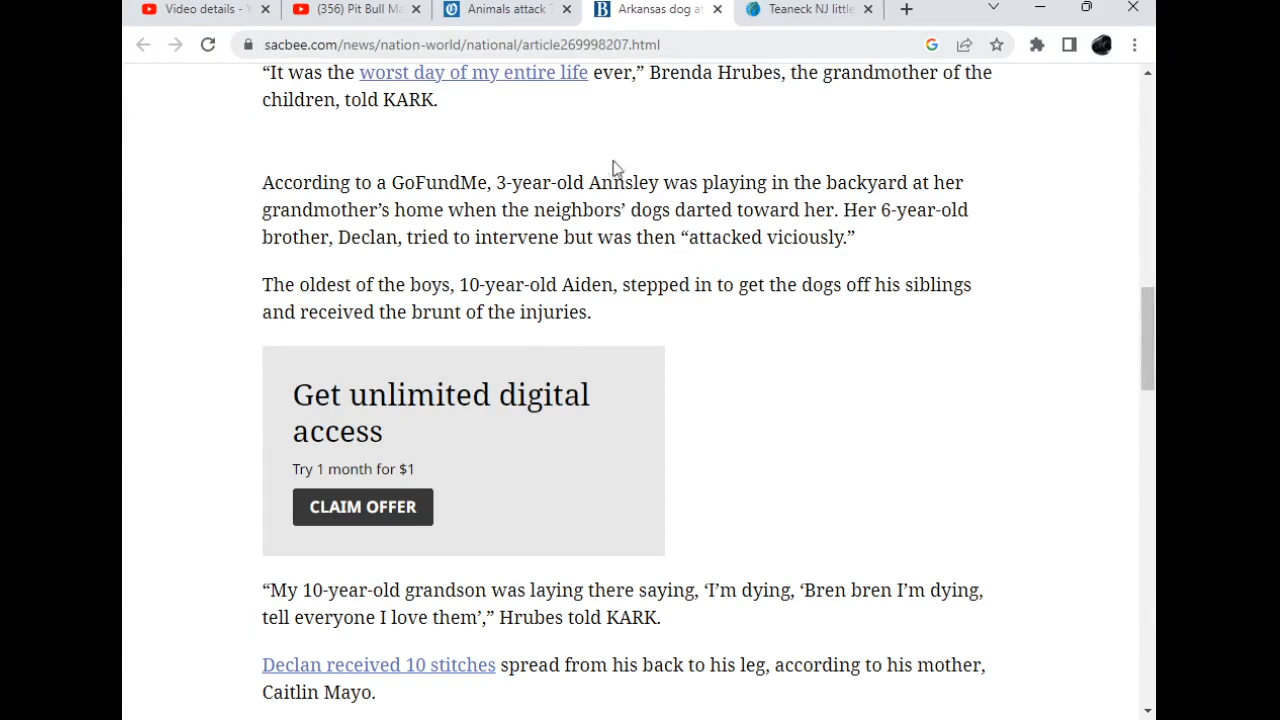 Video details - Y
(356) Pit Bull Ma
Animals attack 7
Arkansas dog at
Teaneck NJ little
sacbee.com/news/nation-world/national/article269998207.html
“It was the worst day of my entire life ever,” Brenda Hrubes, the grandmother of the
children, told KARK.
According to a GoFundMe, 3-year-old Annsley was playing in the backyard at her
grandmother’s home when the neighbors’ dogs darted toward her. Her 6-year-old
brother, Declan, tried to intervene but was then “attacked viciously.”
The oldest of the boys, 10-year-old Aiden, stepped in to get the dogs off his siblings
and received the brunt of the injuries.
Get unlimited digital
access
Try 1 month for $1
CLAIM OFFER
“My 10-year-old grandson was laying there saying, ‘I’m dying, ‘Bren bren I’m dying,
tell everyone I love them’,” Hrubes told KARK.
Declan received 10 stitches spread from his back to his leg, according to his mother,
Caitlin Mayo.